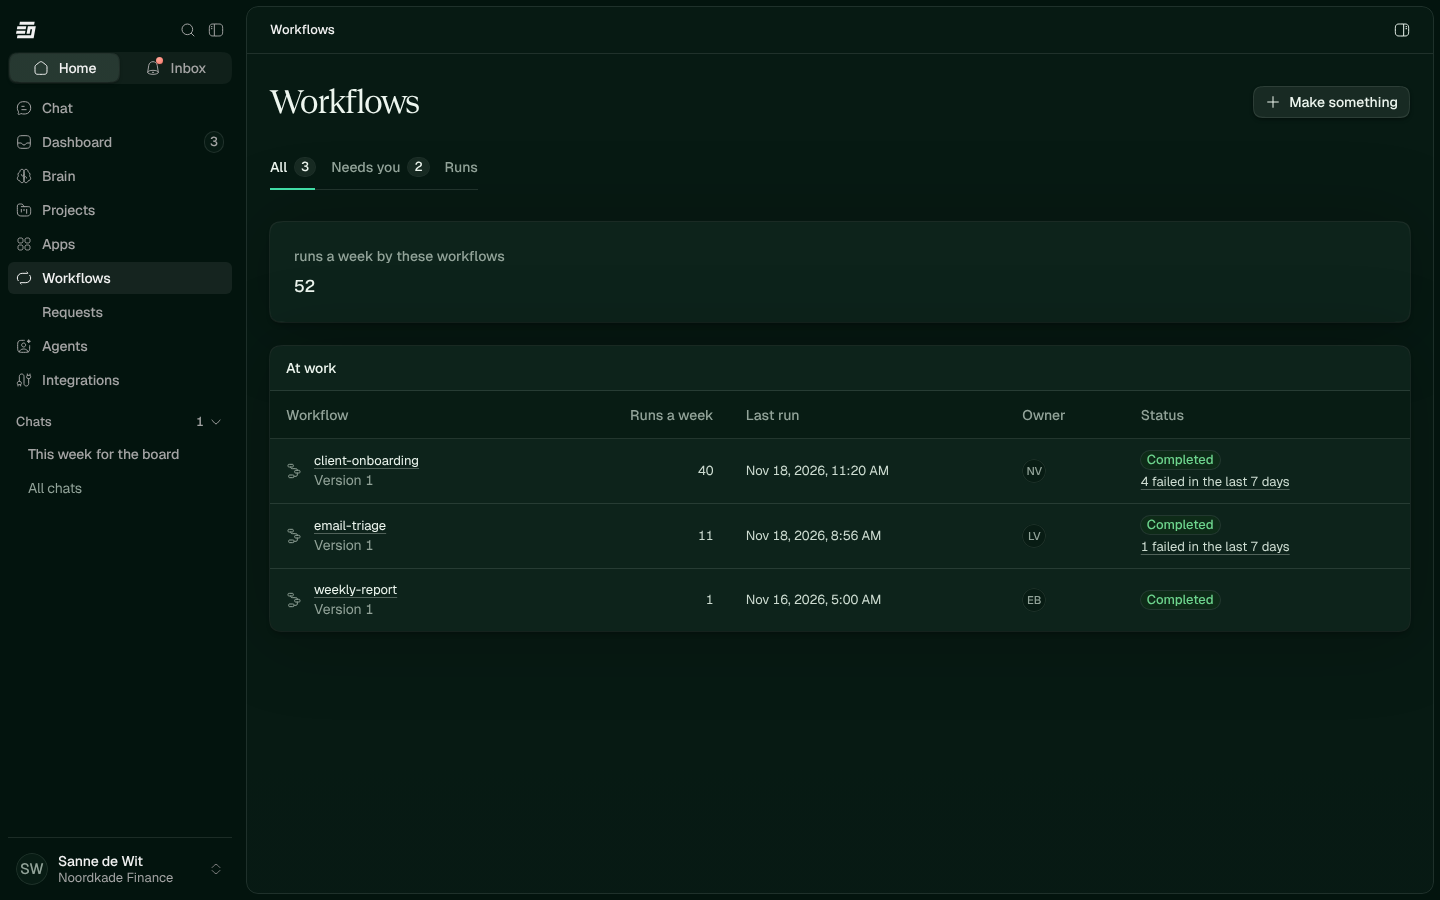 Home
Inbox
Chat
Dashboard
3
Brain
Projects
Apps
Workflows
Requests
Agents
Integrations
Chats
1
This week for the board
All chats
SW
Sanne de Wit
Noordkade Finance
Workflows
Workflows
Make something
All 3
Needs you 2
Runs
runs a week by these workflows
52
At work
Workflow
Runs a week
Last run
Owner
Status
client-onboarding
Version 1
40
Nov 18, 2026, 11:20 AM
NV
Completed
4 failed in the last 7 days
email-triage
Version 1
11
Nov 18, 2026, 8:56 AM
LV
Completed
1 failed in the last 7 days
weekly-report
Version 1
1
Nov 16, 2026, 5:00 AM
EB
Completed